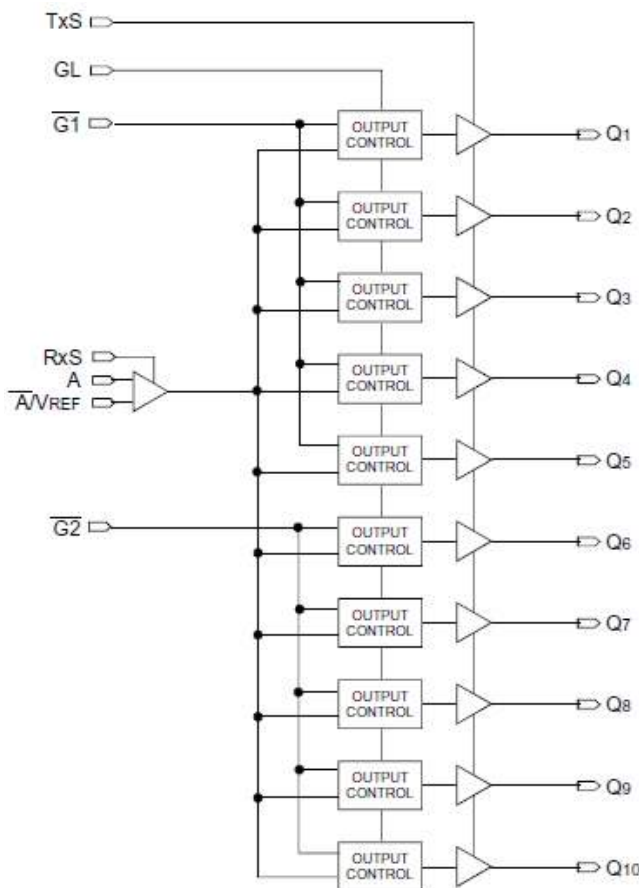 TxS
GL
G1
OUTPUT
CONTROL
Q1
OUTPUT
CONTROL
Q2
OUTPUT
CONTROL
Q3
RxS
A
A/VREF
OUTPUT
CONTROL
Q4
OUTPUT
CONTROL
Q5
G2
OUTPUT
CONTROL
Q6
OUTPUT
CONTROL
Q7
OUTPUT
CONTROL
Q8
OUTPUT
CONTROL
Q9
OUTPUT
CONTROL
Q10